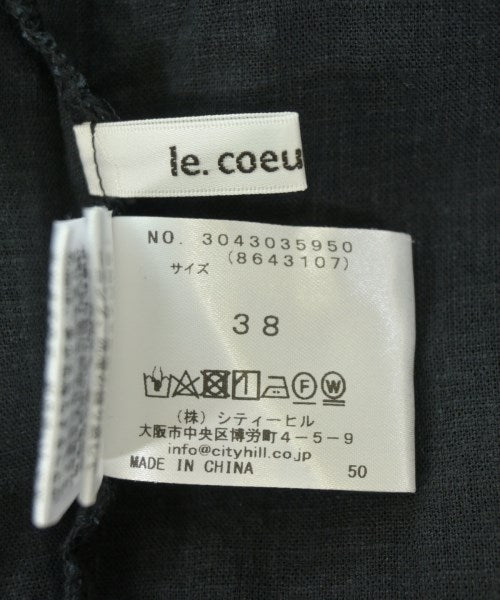 le. coeu
NO. 3043035950
(8643107)
サイズ
38
F W
(株) シティーヒル
大阪市中央区博労町4-5-9
info@cityhill.co.jp
MADE IN CHINA 50